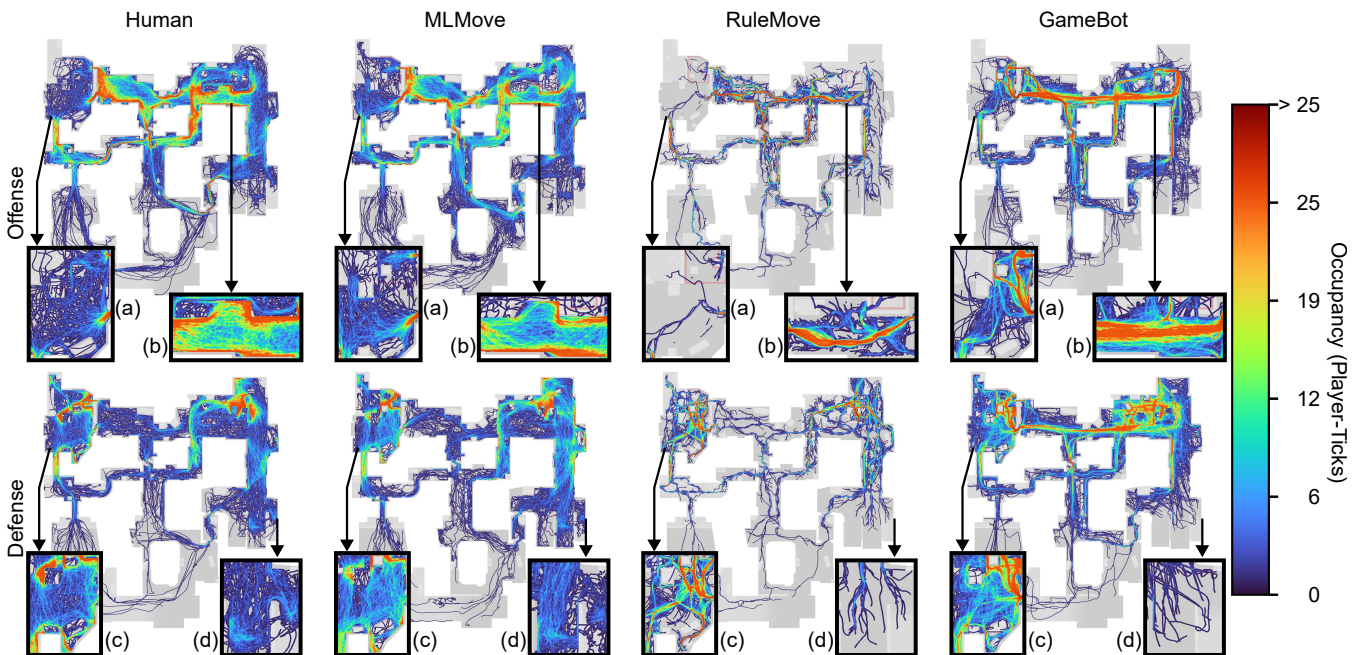 Human MLMove RuleMove GameBot
Offense
(a) (a) (a) (a)
(b) (b) (b) (b)
Defense
(c) (d) (c) (d) (c) (d) (c) (d)
> 25
25
19
12
6
0
Occupancy (Player-Ticks)